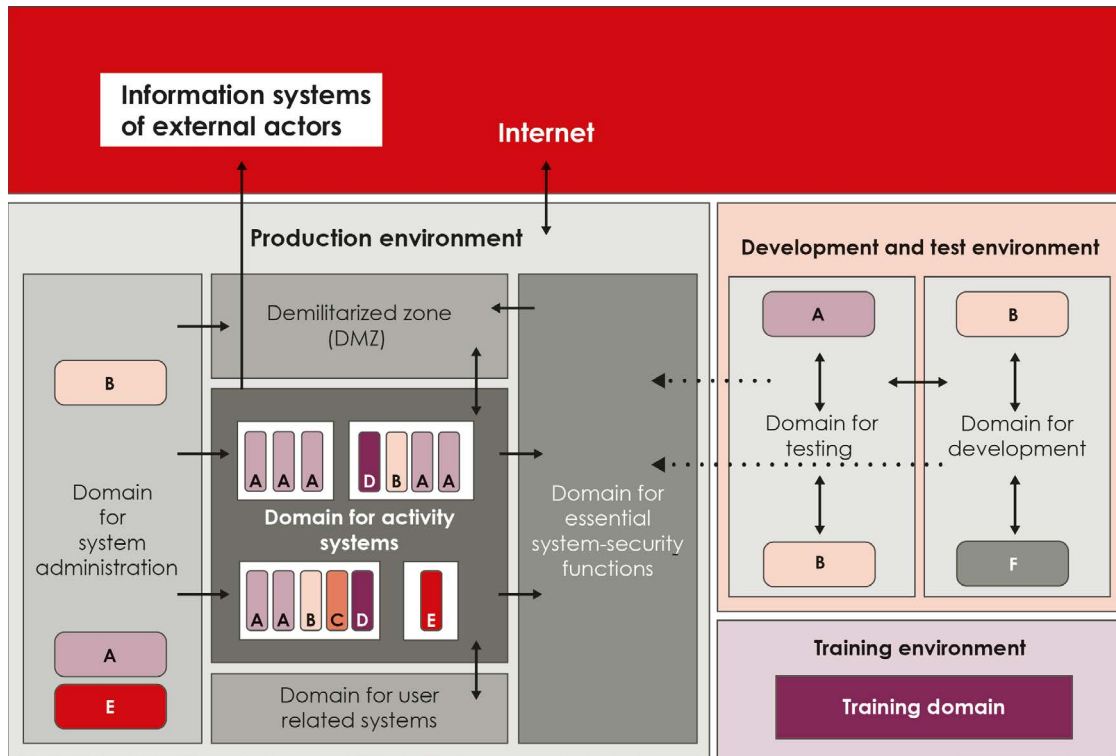 Information systems
of external actors
Internet
Production environment
Demilitarized zone
(DMZ)
B
A A A
D B A A
Domain for activity
systems
A A B C D
E
Domain
for
system
administration
A
E
Domain for user
related systems
Domain for
essential
system-security
functions
Development and test environment
A
Domain for
testing
B
B
Domain for
development
F
Training environment
Training domain